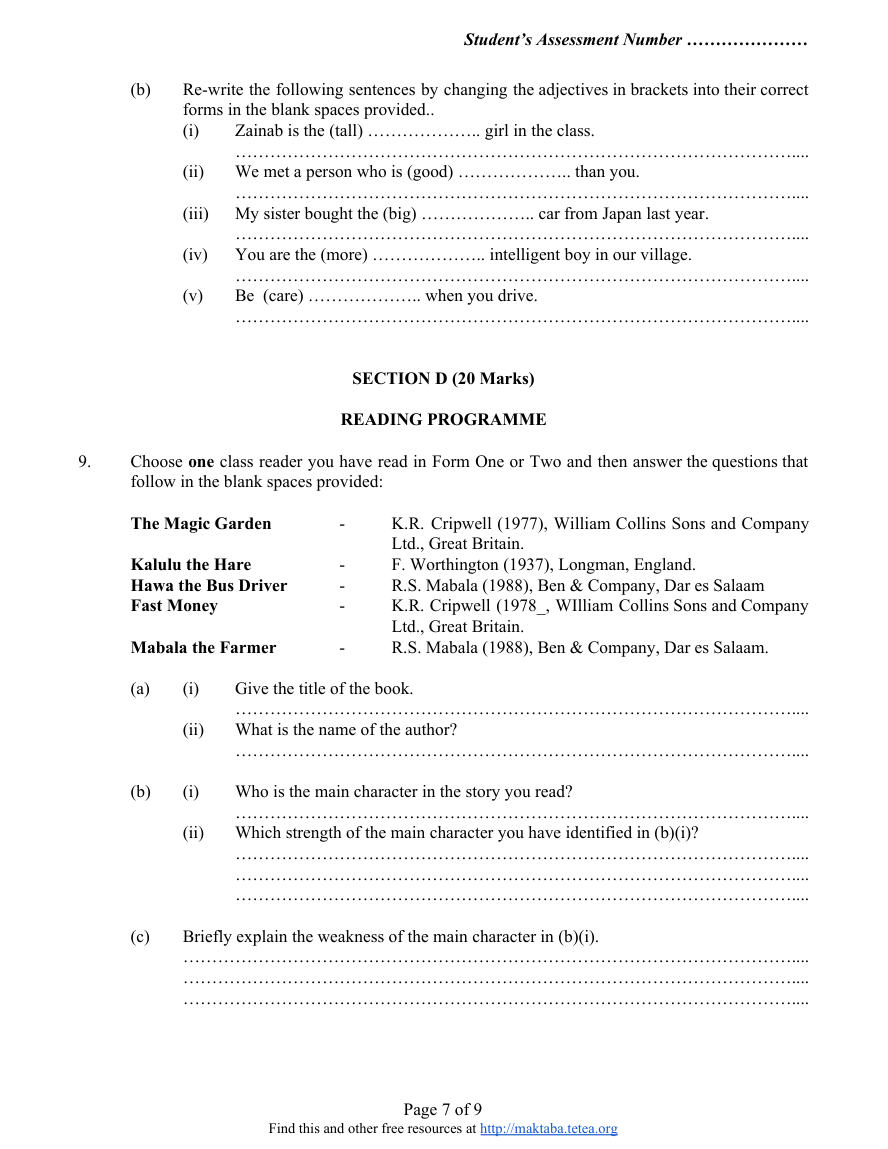 Student's Assessment Number …………………
(b) Re-write the following sentences by changing the adjectives in brackets into their correct
forms in the blank spaces provided..
(i) Zainab is the (tall) ……………….. girl in the class.
…………………………………………………………………………………....
(ii) We met a person who is (good) ……………….. than you.
…………………………………………………………………………………....
(iii) My sister bought the (big) ……………….. car from Japan last year.
…………………………………………………………………………………....
(iv) You are the (more) ……………….. intelligent boy in our village.
…………………………………………………………………………………....
(v) Be (care) ……………….. when you drive.
…………………………………………………………………………………....
SECTION D (20 Marks)
READING PROGRAMME
9. Choose one class reader you have read in Form One or Two and then answer the questions that
follow in the blank spaces provided:
The Magic Garden - K.R. Cripwell (1977), William Collins Sons and Company
Ltd., Great Britain.
Kalulu the Hare - F. Worthington (1937), Longman, England.
Hawa the Bus Driver - R.S. Mabala (1988), Ben & Company, Dar es Salaam
Fast Money - K.R. Cripwell (1978_, WIlliam Collins Sons and Company
Ltd., Great Britain.
Mabala the Farmer - R.S. Mabala (1988), Ben & Company, Dar es Salaam.
(a) (i) Give the title of the book.
…………………………………………………………………………………....
(ii) What is the name of the author?
…………………………………………………………………………………....
(b) (i) Who is the main character in the story you read?
…………………………………………………………………………………....
(ii) Which strength of the main character you have identified in (b)(i)?
…………………………………………………………………………………....
…………………………………………………………………………………....
…………………………………………………………………………………....
(c) Briefly explain the weakness of the main character in (b)(i).
…………………………………………………………………………………………....
…………………………………………………………………………………………....
…………………………………………………………………………………………....
Page 7 of 9
Find this and other free resources at http://maktaba.tetea.org